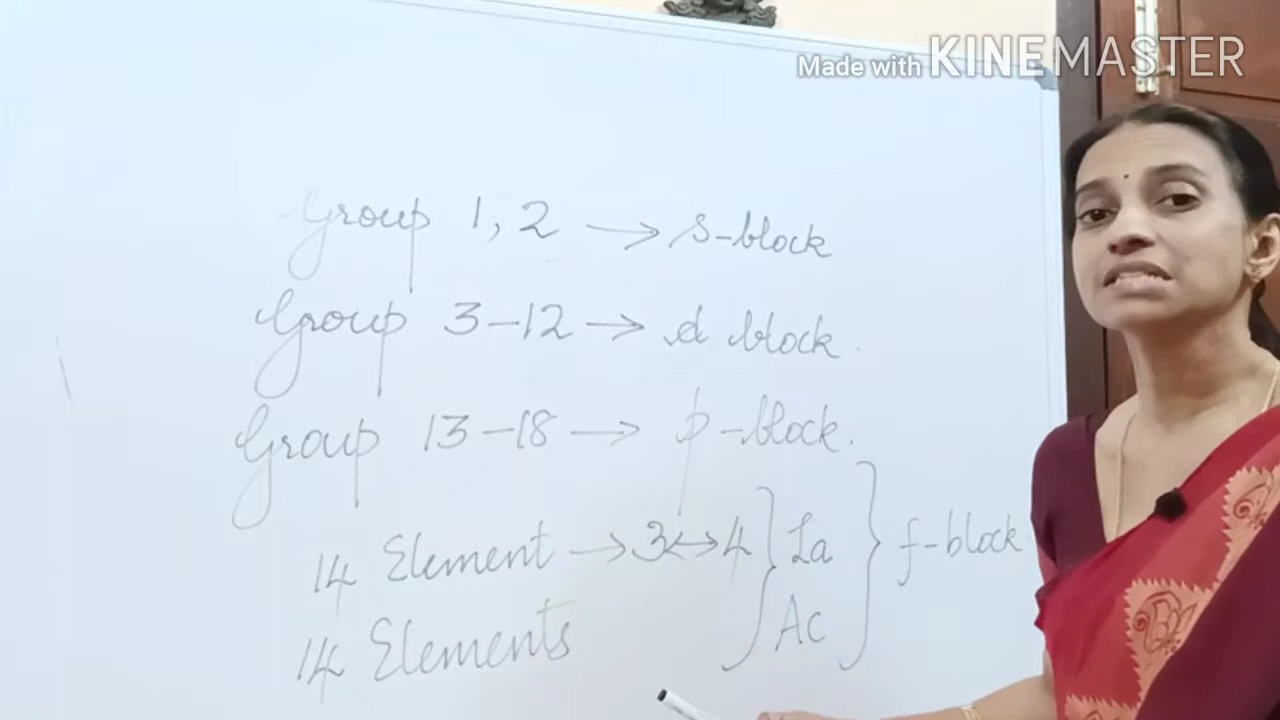 Made with KINEMASTER
Group 1, 2 → s-block
Group 3-12 → d block.
Group 13-18 → p-block.
14 Element → 3↔4 } La } f-block
14 Elements Ac